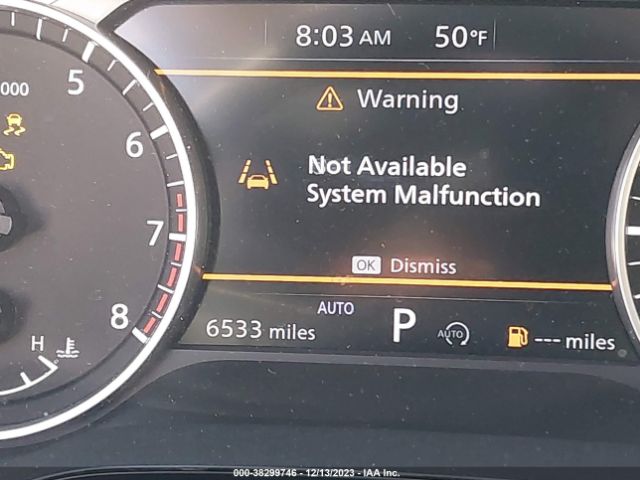 8:03 AM 50°F
000
5
Warning
6
Not Available
System Malfunction
7
OK Dismiss
8
AUTO
6533 miles P AUTO --- miles
H
000-38299746 - 12/13/2023 - IAA Inc.